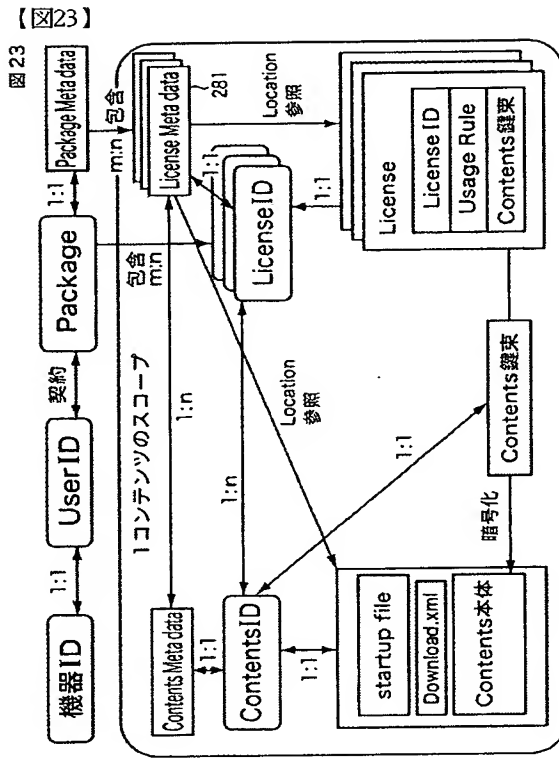 【図23】
図23
機器ID
1:1
UserID
契約
Package
1:1
Package Meta data
m:n 包含
包含
m:n
1コンテンツのスコープ
Contents Meta data
1:n
License Meta data
281
1:1
1:1
Location
参照
ContentsID
1:n
LicenseID
1:1
License
License ID
Usage Rule
Contents鍵束
Location
参照
1:1
1:1
startup file
Download.xml
Contents本体
暗号化
Contents鍵束